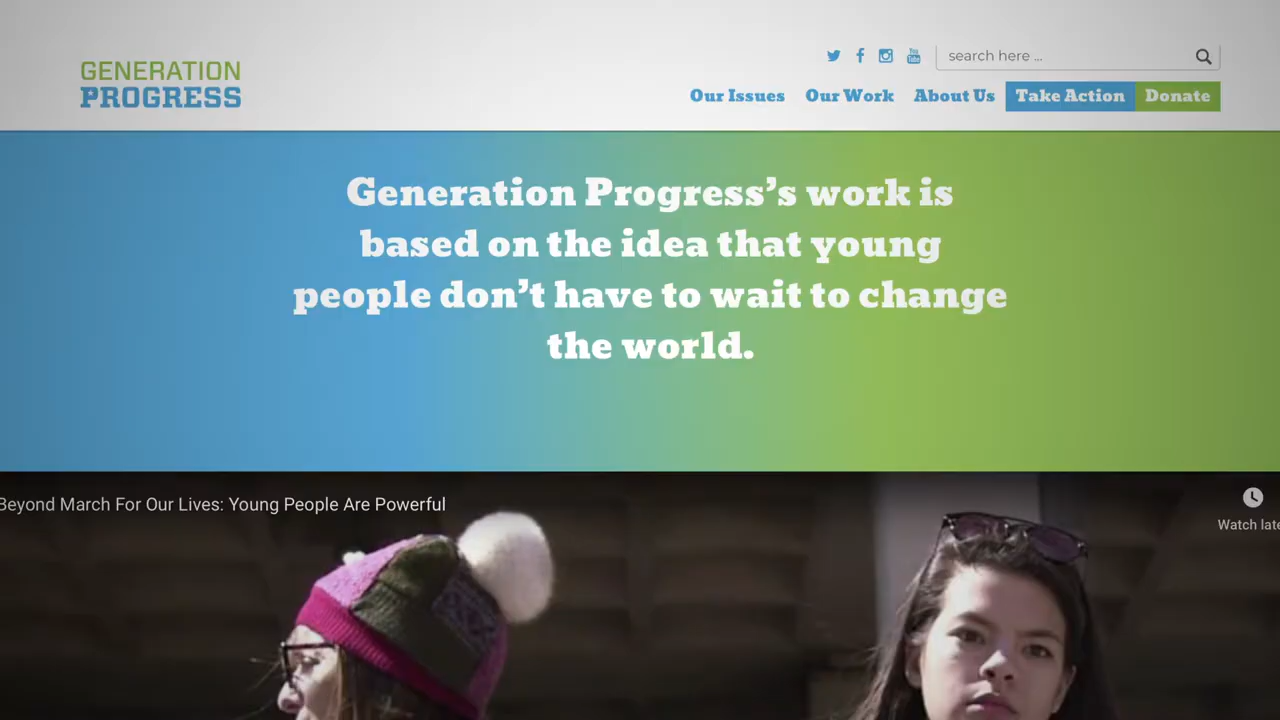 GENERATION
PROGRESS
search here ...
Our Issues Our Work About Us Take Action Donate
Generation Progress's work is
based on the idea that young
people don't have to wait to change
the world.
Beyond March For Our Lives: Young People Are Powerful
Watch late